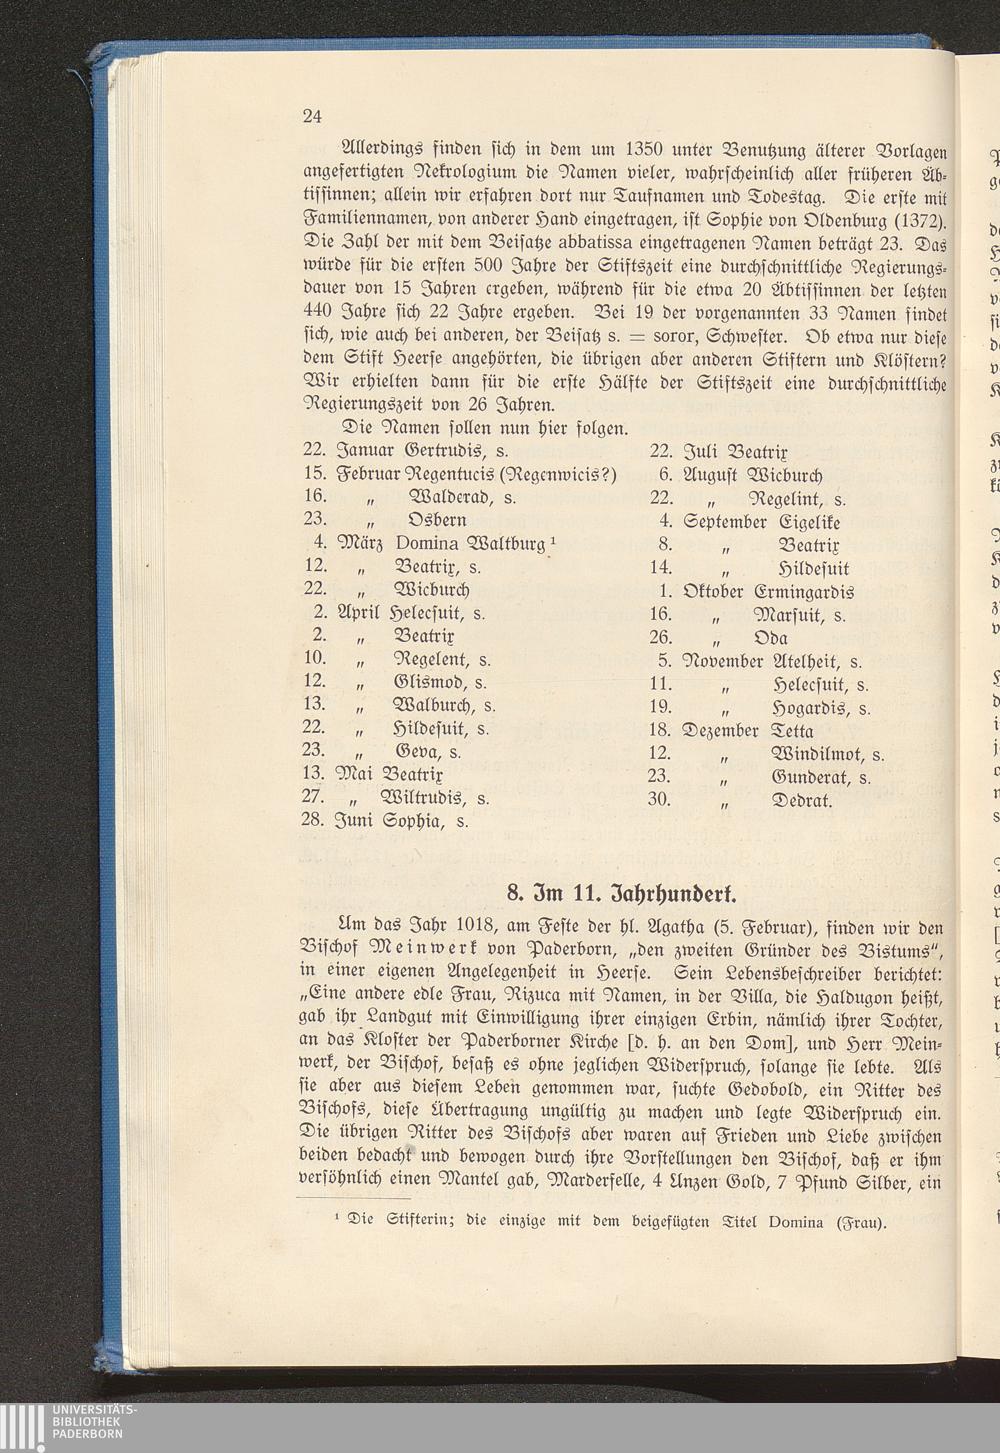 24
Allerdings finden sich in dem um 1350 unter Benutzung älterer Vorlagen
angefertigten Nekrologium die Namen vieler, wahrscheinlich aller früheren Äb-
tissinnen; allein wir erfahren dort nur Taufnamen und Todestag. Die erste mit
Familiennamen, von anderer Hand eingetragen, ist Sophie von Oldenburg (1372).
Die Zahl der mit dem Beisatze abbatissa eingetragenen Namen beträgt 23. Das
würde für die ersten 500 Jahre der Stiftszeit eine durchschnittliche Regierungs-
dauer von 15 Jahren ergeben, während für die etwa 20 Äbtissinnen der letzten
440 Jahre sich 22 Jahre ergeben. Bei 19 der vorgenannten 33 Namen findet
sich, wie auch bei anderen, der Beisatz s. = soror, Schwester. Ob etwa nur diese
dem Stift Heerse angehörten, die übrigen aber anderen Stiftern und Klöstern?
Wir erhielten dann für die erste Hälfte der Stiftszeit eine durchschnittliche
Regierungszeit von 26 Jahren.
Die Namen sollen nun hier folgen.
22. Januar Gertrudis, s.
15. Februar Regentucis (Regenwicis?)
16. „ Walderad, s.
23. „ Osbern
4. März Domina Waltburg ¹
12. „ Beatrix, s.
22. „ Wicburch
2. April Helecsuit, s.
2. „ Beatrix
10. „ Regelent, s.
12. „ Glismod, s.
13. „ Walburch, s.
22. „ Hildesuit, s.
23. „ Geva, s.
13. Mai Beatrix
27. „ Wiltrudis, s.
28. Juni Sophia, s.
22. Juli Beatrix
6. August Wicburch
22. „ Regelint, s.
4. September Eigelike
8. „ Beatrix
14. „ Hildesuit
1. Oktober Ermingardis
16. „ Marsuit, s.
26. „ Oda
5. November Atelheit, s.
11. „ Helecsuit, s.
19. „ Hogardis, s.
18. Dezember Tetta
12. „ Windilmot, s.
23. „ Gunderat, s.
30. „ Dedrat.
8. Im 11. Jahrhundert.
Um das Jahr 1018, am Feste der hl. Agatha (5. Februar), finden wir den
Bischof Meinwerk von Paderborn, „den zweiten Gründer des Bistums“,
in einer eigenen Angelegenheit in Heerse. Sein Lebensbeschreiber berichtet:
„Eine andere edle Frau, Rizuca mit Namen, in der Villa, die Haldugon heißt,
gab ihr Landgut mit Einwilligung ihrer einzigen Erbin, nämlich ihrer Tochter,
an das Kloster der Paderborner Kirche [d. h. an den Dom], und Herr Mein-
werk, der Bischof, besaß es ohne jeglichen Widerspruch, solange sie lebte. Als
sie aber aus diesem Leben genommen war, suchte Gedobold, ein Ritter des
Bischofs, diese Übertragung ungültig zu machen und legte Widerspruch ein.
Die übrigen Ritter des Bischofs aber waren auf Frieden und Liebe zwischen
beiden bedacht und bewogen durch ihre Vorstellungen den Bischof, daß er ihm
versöhnlich einen Mantel gab, Marderfelle, 4 Unzen Gold, 7 Pfund Silber, ein
¹ Die Stifterin; die einzige mit dem beigefügten Titel Domina (Frau).
UNIVERSITÄTS-
BIBLIOTHEK
PADERBORN